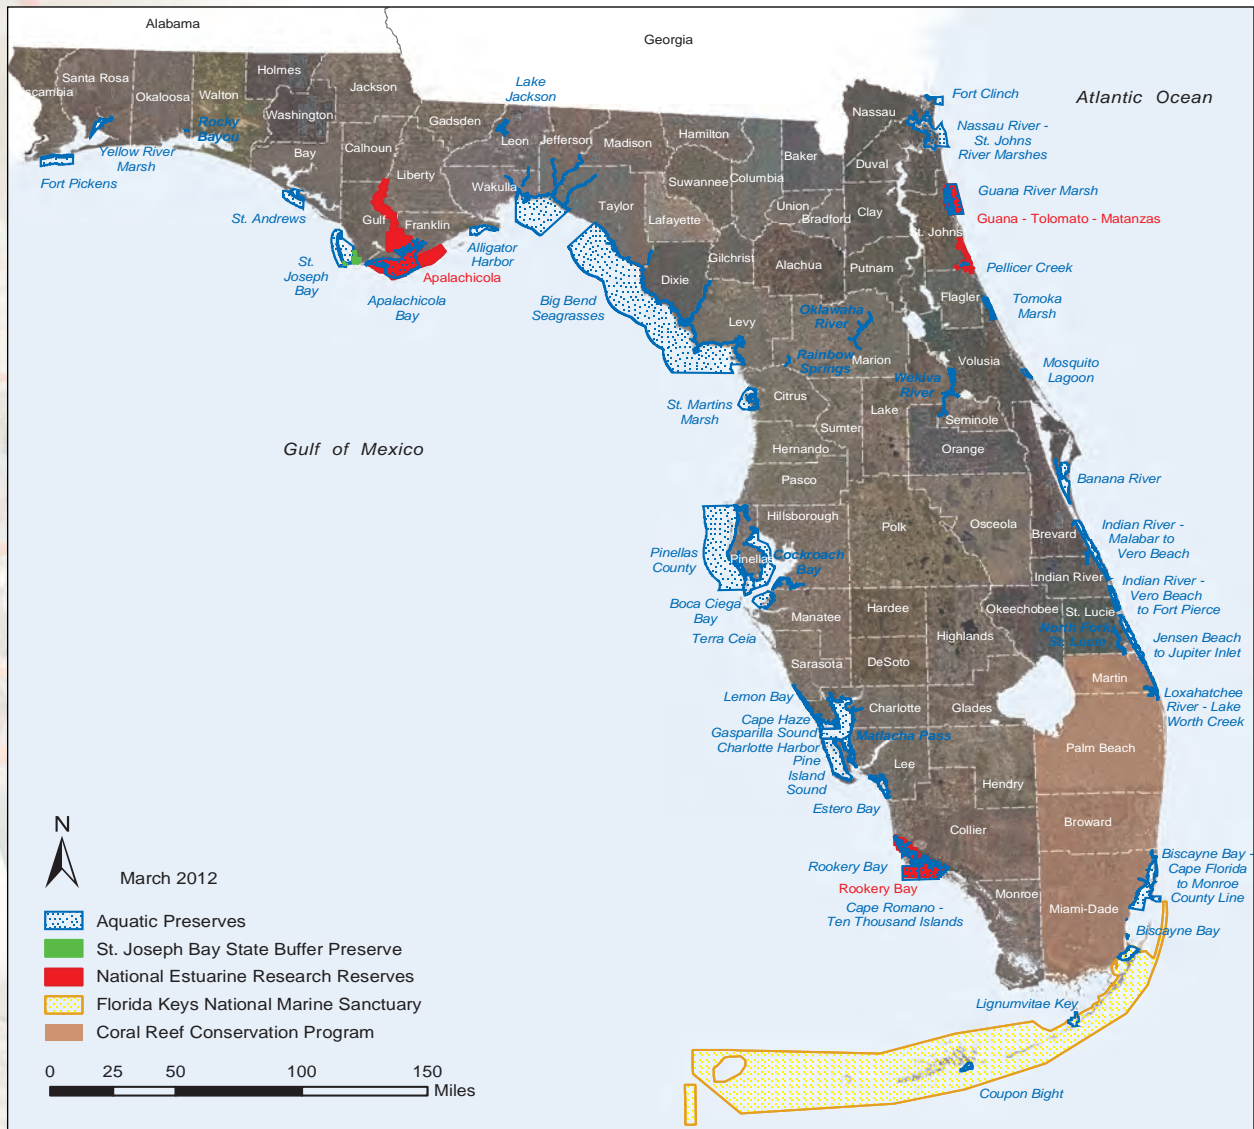 Alabama
Georgia
Atlantic Ocean
Gulf of Mexico
Santa Rosa
scambia
Okaloosa
Walton
Holmes
Washington
Jackson
Bay
Calhoun
Gadsden
Liberty
Gulf
Franklin
Leon
Wakulla
Jefferson
Madison
Taylor
Hamilton
Suwannee
Lafayette
Columbia
Baker
Union
Bradford
Nassau
Duval
Clay
St. Johns
Gilchrist
Dixie
Alachua
Putnam
Flagler
Levy
Marion
Volusia
Citrus
Sumter
Lake
Seminole
Orange
Hernando
Pasco
Hillsborough
Pinellas
Polk
Osceola
Brevard
Indian River
Manatee
Hardee
Okeechobee
St. Lucie
Highlands
Sarasota
DeSoto
Martin
Charlotte
Glades
Palm Beach
Lee
Hendry
Collier
Broward
Monroe
Miami-Dade
Fort Pickens
Yellow River
Marsh
Rocky
Bayou
St. Andrews
St.
Joseph
Bay
Apalachicola
Bay
Apalachicola
Alligator
Harbor
Lake
Jackson
Big Bend
Seagrasses
St. Martins
Marsh
Oklawaha
River
Rainbow
Springs
Wekiva
River
Fort Clinch
Nassau River -
St. Johns
River Marshes
Guana River Marsh
Guana - Tolomato - Matanzas
Pellicer Creek
Tomoka
Marsh
Mosquito
Lagoon
Banana River
Indian River -
Malabar to
Vero Beach
Indian River -
Vero Beach
to Fort Pierce
North Fork
St. Lucie
Jensen Beach
to Jupiter Inlet
Loxahatchee
River - Lake
Worth Creek
Pinellas
County
Cockroach
Bay
Boca Ciega
Bay
Terra Ceia
Lemon Bay
Cape Haze
Gasparilla Sound
Charlotte Harbor
Pine
Island
Sound
Matlacha Pass
Estero Bay
Rookery Bay
Rookery Bay
Cape Romano -
Ten Thousand Islands
Biscayne Bay -
Cape Florida
to Monroe
County Line
Biscayne Bay
Lignumvitae Key
Coupon Bight
N
March 2012
Aquatic Preserves
St. Joseph Bay State Buffer Preserve
National Estuarine Research Reserves
Florida Keys National Marine Sanctuary
Coral Reef Conservation Program
0 25 50 100 150
Miles